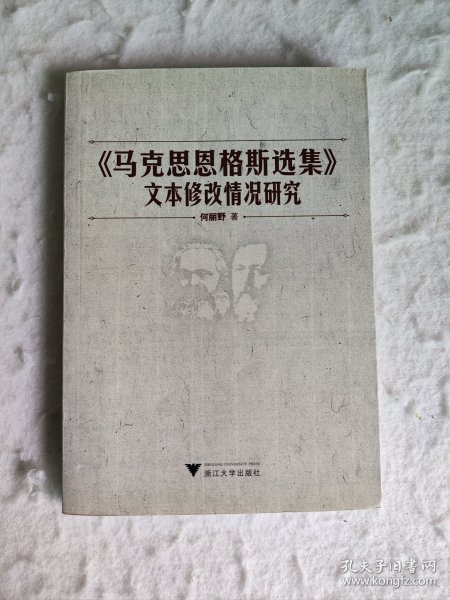 《马克思恩格斯选集》
文本修改情况研究
何丽野 著
ZHEJIANG UNIVERSITY PRESS
浙江大学出版社
孔夫子旧书网
www.kongfz.com